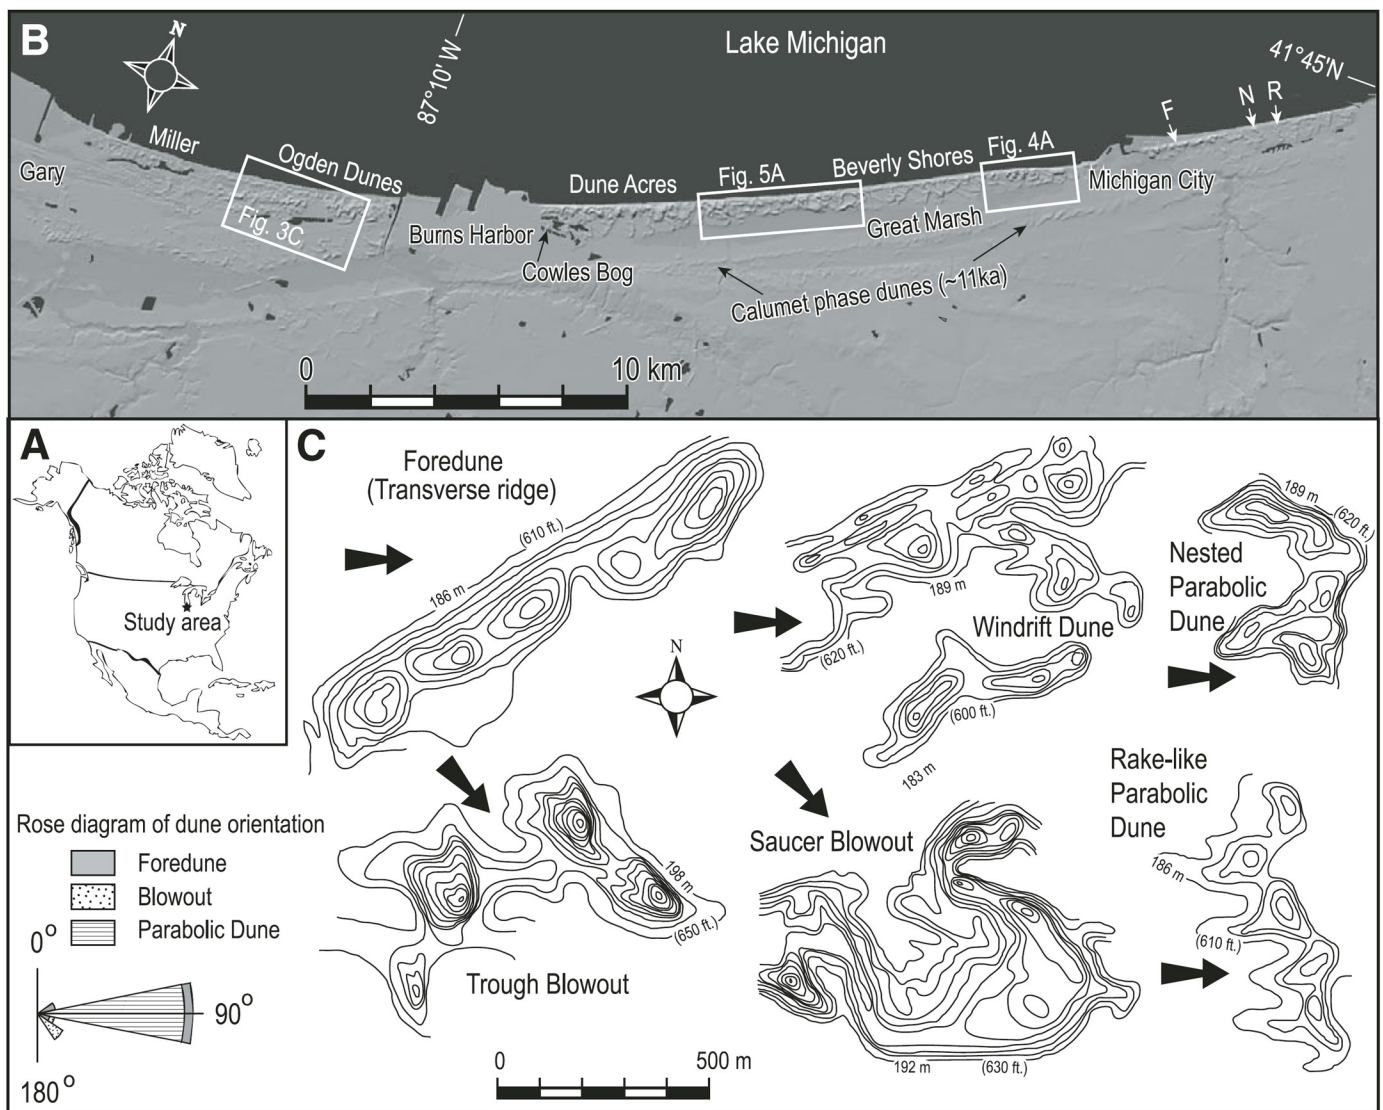 B
N
Lake Michigan
87°10' W
41°45'N
F
N
R
Miller
Gary
Ogden Dunes
Fig. 3C
Burns Harbor
Dune Acres
Cowles Bog
Fig. 5A
Beverly Shores
Fig. 4A
Michigan City
Great Marsh
Calumet phase dunes (~11ka)
0
10 km
A
Study area
C
Foredune
(Transverse ridge)
(610 ft.)
186 m
189 m
(620 ft.)
Windrift Dune
(600 ft.)
183 m
189 m
(620 ft.)
Nested
Parabolic
Dune
N
198 m
(650 ft.)
Trough Blowout
Saucer Blowout
192 m
(630 ft.)
Rake-like
Parabolic
Dune
186 m
(610 ft.)
0
500 m
Rose diagram of dune orientation
Foredune
Blowout
Parabolic Dune
0°
90°
180°